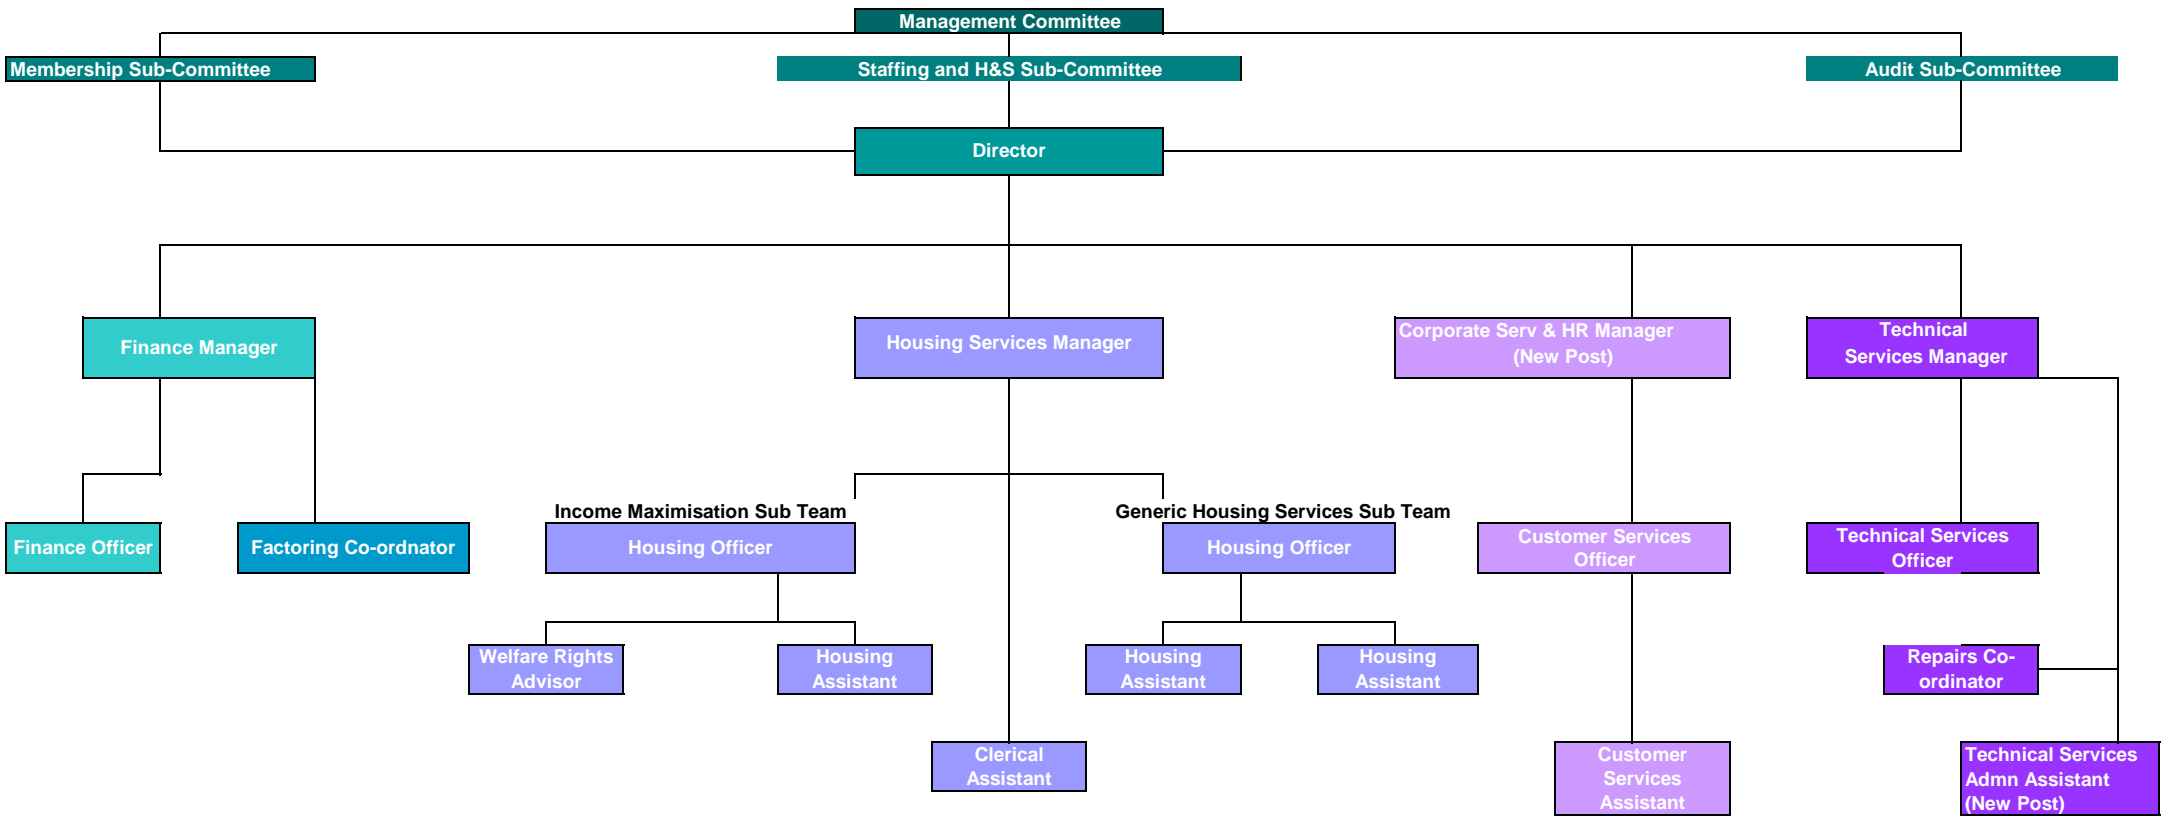 Management Committee
Membership Sub-Committee
Staffing and H&S Sub-Committee
Audit Sub-Committee
Director
Finance Manager
Housing Services Manager
Corporate Serv & HR Manager
(New Post)
Technical
Services Manager
Income Maximisation Sub Team
Generic Housing Services Sub Team
Finance Officer
Factoring Co-ordnator
Housing Officer
Housing Officer
Customer Services
Officer
Technical Services
Officer
Welfare Rights
Advisor
Housing
Assistant
Housing
Assistant
Housing
Assistant
Repairs Co-
ordinator
Clerical
Assistant
Customer
Services
Assistant
Technical Services
Admn Assistant
(New Post)